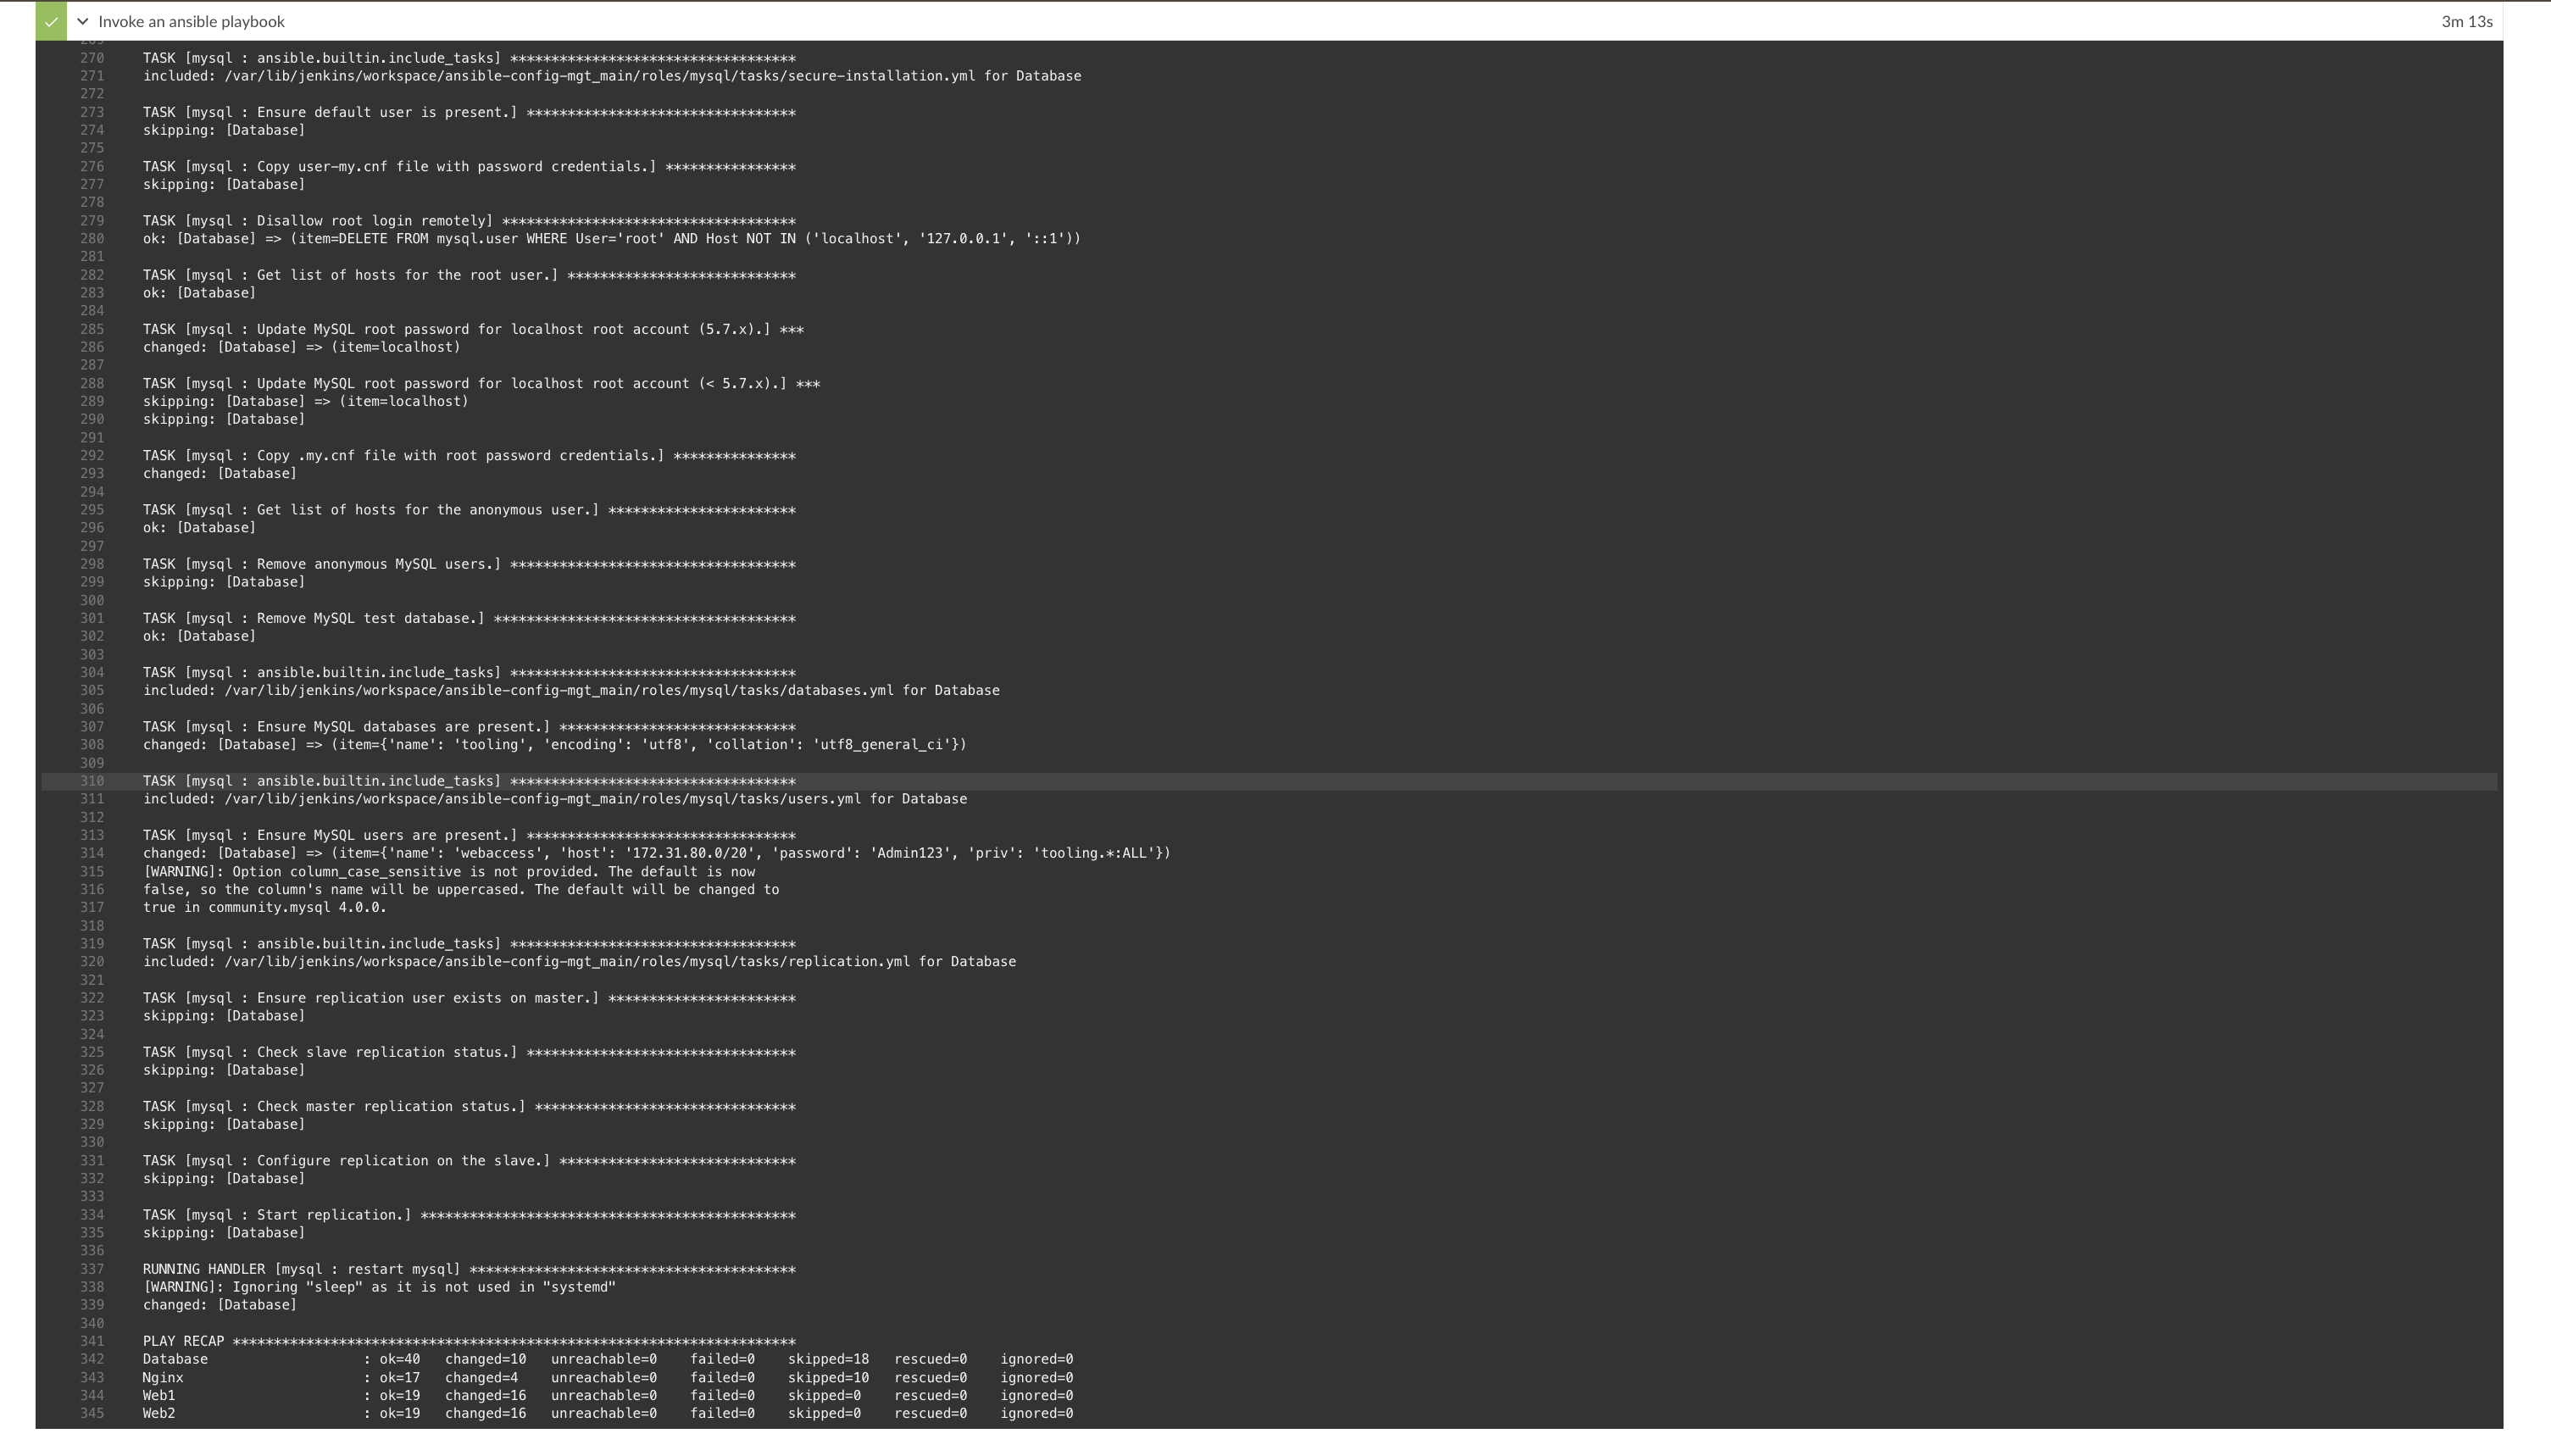 Invoke an ansible playbook 3m 13s
270 TASK [mysql : ansible.builtin.include_tasks] ***********************************
271 included: /var/lib/jenkins/workspace/ansible-config-mgt_main/roles/mysql/tasks/secure-installation.yml for Database
272
273 TASK [mysql : Ensure default user is present.] *********************************
274 skipping: [Database]
275
276 TASK [mysql : Copy user-my.cnf file with password credentials.] ****************
277 skipping: [Database]
278
279 TASK [mysql : Disallow root login remotely] ************************************
280 ok: [Database] => (item=DELETE FROM mysql.user WHERE User='root' AND Host NOT IN ('localhost', '127.0.0.1', '::1'))
281
282 TASK [mysql : Get list of hosts for the root user.] ****************************
283 ok: [Database]
284
285 TASK [mysql : Update MySQL root password for localhost root account (5.7.x).] ***
286 changed: [Database] => (item=localhost)
287
288 TASK [mysql : Update MySQL root password for localhost root account (< 5.7.x).] ***
289 skipping: [Database] => (item=localhost)
290 skipping: [Database]
291
292 TASK [mysql : Copy .my.cnf file with root password credentials.] ***************
293 changed: [Database]
294
295 TASK [mysql : Get list of hosts for the anonymous user.] ***********************
296 ok: [Database]
297
298 TASK [mysql : Remove anonymous MySQL users.] ***********************************
299 skipping: [Database]
300
301 TASK [mysql : Remove MySQL test database.] *************************************
302 ok: [Database]
303
304 TASK [mysql : ansible.builtin.include_tasks] ***********************************
305 included: /var/lib/jenkins/workspace/ansible-config-mgt_main/roles/mysql/tasks/databases.yml for Database
306
307 TASK [mysql : Ensure MySQL databases are present.] *****************************
308 changed: [Database] => (item={'name': 'tooling', 'encoding': 'utf8', 'collation': 'utf8_general_ci'})
309
310 TASK [mysql : ansible.builtin.include_tasks] ***********************************
311 included: /var/lib/jenkins/workspace/ansible-config-mgt_main/roles/mysql/tasks/users.yml for Database
312
313 TASK [mysql : Ensure MySQL users are present.] *********************************
314 changed: [Database] => (item={'name': 'webaccess', 'host': '172.31.80.0/20', 'password': 'Admin123', 'priv': 'tooling.*:ALL'})
315 [WARNING]: Option column_case_sensitive is not provided. The default is now
316 false, so the column's name will be uppercased. The default will be changed to
317 true in community.mysql 4.0.0.
318
319 TASK [mysql : ansible.builtin.include_tasks] ***********************************
320 included: /var/lib/jenkins/workspace/ansible-config-mgt_main/roles/mysql/tasks/replication.yml for Database
321
322 TASK [mysql : Ensure replication user exists on master.] ***********************
323 skipping: [Database]
324
325 TASK [mysql : Check slave replication status.] *********************************
326 skipping: [Database]
327
328 TASK [mysql : Check master replication status.] ********************************
329 skipping: [Database]
330
331 TASK [mysql : Configure replication on the slave.] *****************************
332 skipping: [Database]
333
334 TASK [mysql : Start replication.] **********************************************
335 skipping: [Database]
336
337 RUNNING HANDLER [mysql : restart mysql] ****************************************
338 [WARNING]: Ignoring "sleep" as it is not used in "systemd"
339 changed: [Database]
340
341 PLAY RECAP *********************************************************************
342 Database : ok=40 changed=10 unreachable=0 failed=0 skipped=18 rescued=0 ignored=0
343 Nginx : ok=17 changed=4 unreachable=0 failed=0 skipped=10 rescued=0 ignored=0
344 Web1 : ok=19 changed=16 unreachable=0 failed=0 skipped=0 rescued=0 ignored=0
345 Web2 : ok=19 changed=16 unreachable=0 failed=0 skipped=0 rescued=0 ignored=0